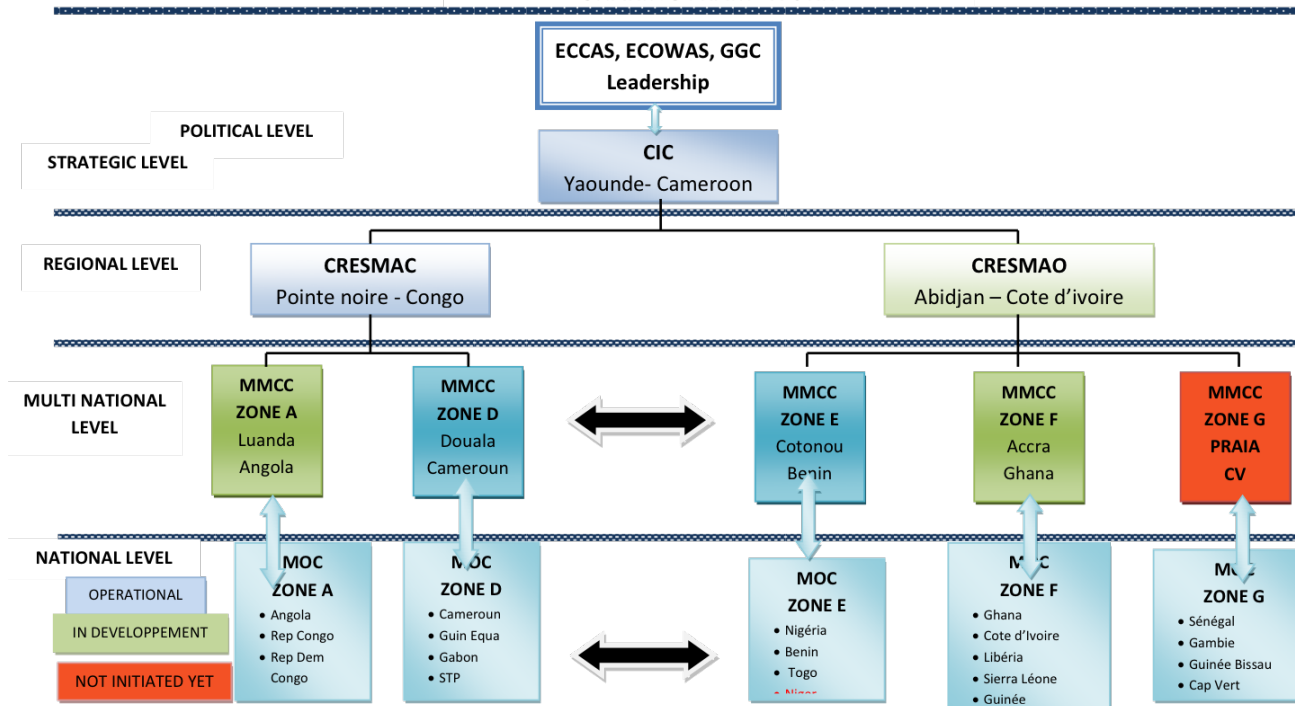 ECCAS, ECOWAS, GGC
Leadership
POLITICAL LEVEL
STRATEGIC LEVEL
CIC
Yaounde- Cameroon
REGIONAL LEVEL
CRESMAC
Pointe noire - Congo
CRESMAO
Abidjan – Cote d'ivoire
MULTI NATIONAL
LEVEL
MMCC
ZONE A
Luanda
Angola
MMCC
ZONE D
Douala
Cameroun
MMCC
ZONE E
Cotonou
Benin
MMCC
ZONE F
Accra
Ghana
MMCC
ZONE G
PRAIA
CV
NATIONAL LEVEL
OPERATIONAL
IN DEVELOPPEMENT
NOT INITIATED YET
MOC
ZONE A
• Angola
• Rep Congo
• Rep Dem
Congo
MOC
ZONE D
• Cameroun
• Guin Equa
• Gabon
• STP
MOC
ZONE E
• Nigéria
• Benin
• Togo
• Niger
MOC
ZONE F
• Ghana
• Cote d'Ivoire
• Libéria
• Sierra Léone
• Guinée
MOC
ZONE G
• Sénégal
• Gambie
• Guinée Bissau
• Cap Vert